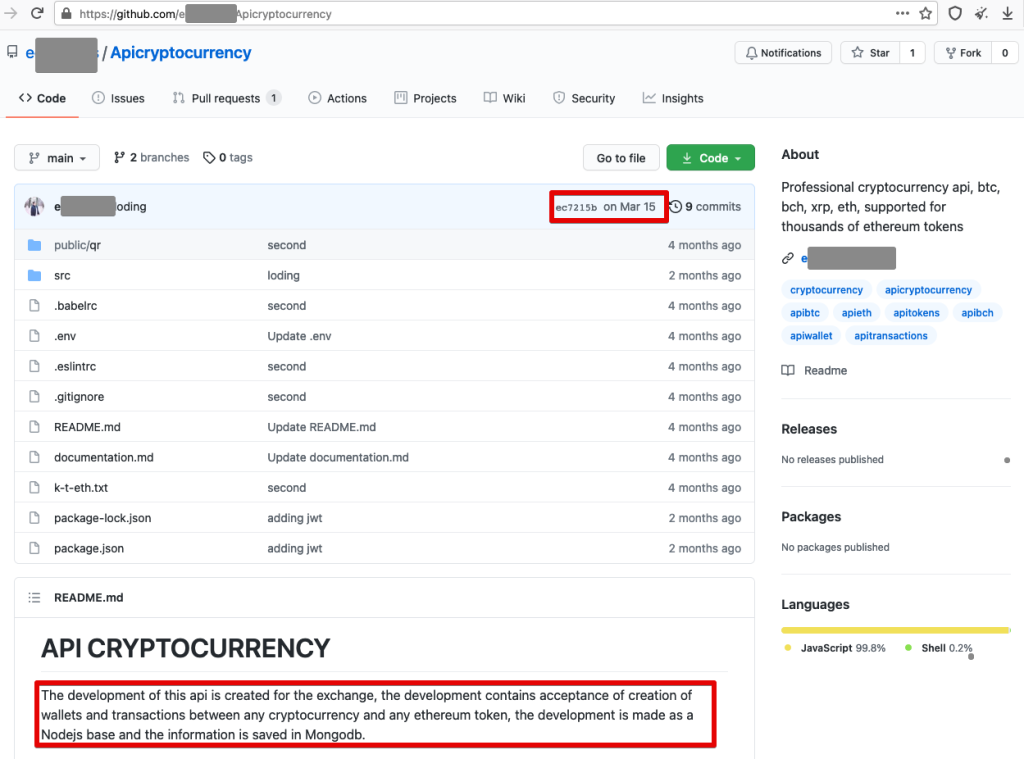 https://github.com/e Apicryptocurrency
e / Apicryptocurrency
Notifications Star 1 Fork 0
Code Issues Pull requests 1 Actions Projects Wiki Security Insights
main 2 branches 0 tags Go to file Code
e oding ec7215b on Mar 15 9 commits
public/qr second 4 months ago
src loding 2 months ago
.babelrc second 4 months ago
.env Update .env 4 months ago
.eslintrc second 4 months ago
.gitignore second 4 months ago
README.md Update README.md 4 months ago
documentation.md Update documentation.md 4 months ago
k-t-eth.txt second 4 months ago
package-lock.json adding jwt 2 months ago
package.json adding jwt 2 months ago
README.md
API CRYPTOCURRENCY
The development of this api is created for the exchange, the development contains acceptance of creation of
wallets and transactions between any cryptocurrency and any ethereum token, the development is made as a
Nodejs base and the information is saved in Mongodb.
About
Professional cryptocurrency api, btc,
bch, xrp, eth, supported for
thousands of ethereum tokens
e
cryptocurrency apicryptocurrency
apibtc apieth apitokens apibch
apiwallet apitransactions
Readme
Releases
No releases published
Packages
No packages published
Languages
JavaScript 99.8% Shell 0.2%